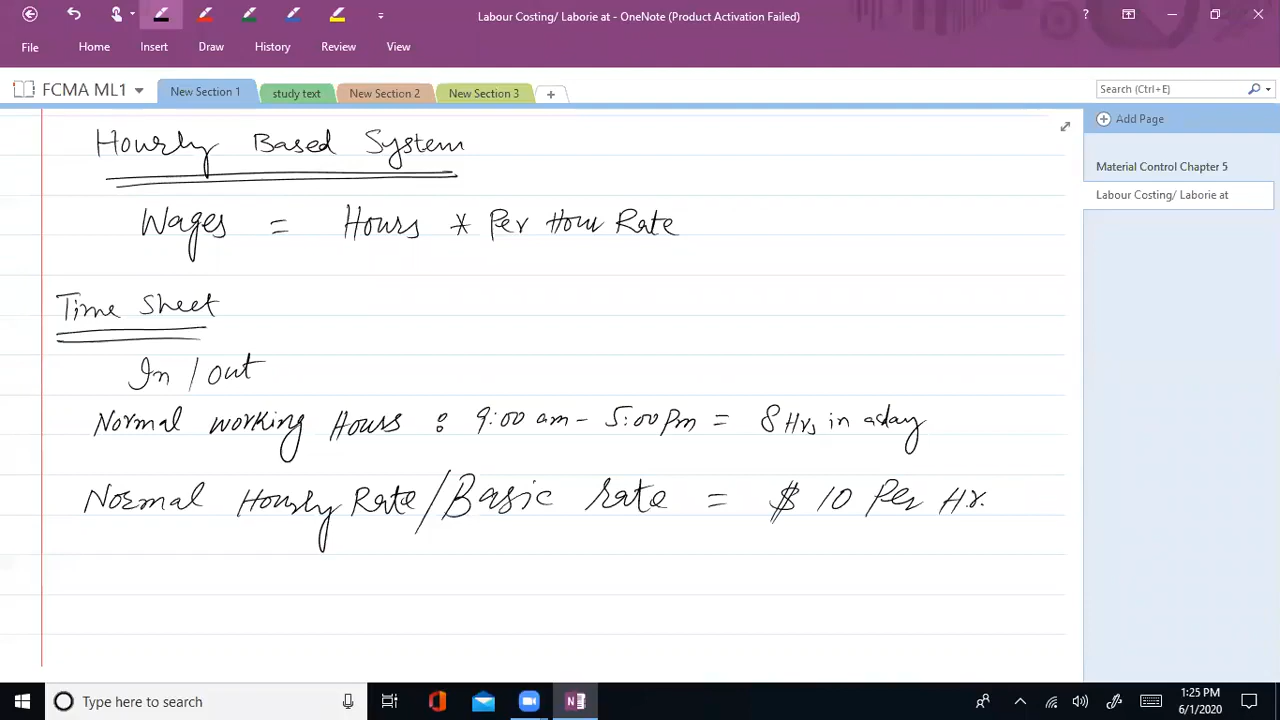 Labour Costing/ Laborie at - OneNote (Product Activation Failed)
File Home Insert Draw History Review View
FCMA ML1 New Section 1 study text New Section 2 New Section 3
Search (Ctrl+E)
Add Page
Material Control Chapter 5
Labour Costing/ Laborie at
Hourly Based System
Wages = Hours * Per Hour Rate
Time Sheet
In / out
Normal working Hours : 9:00 am - 5:00 Pm = 8 Hrs in a day
Normal Hourly Rate/Basic rate = $ 10 Per Hr.
Type here to search
1:25 PM
6/1/2020